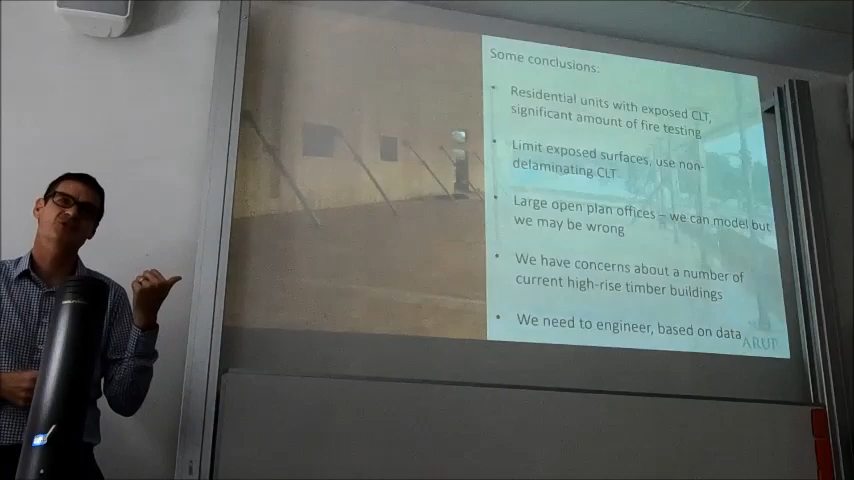 Some conclusions:
• Residential units with exposed CLT,
significant amount of fire testing
• Limit exposed surfaces, use non-
delaminating CLT
• Large open plan offices – we can model but
we may be wrong
• We have concerns about a number of
current high-rise timber buildings
• We need to engineer, based on data
ARUP